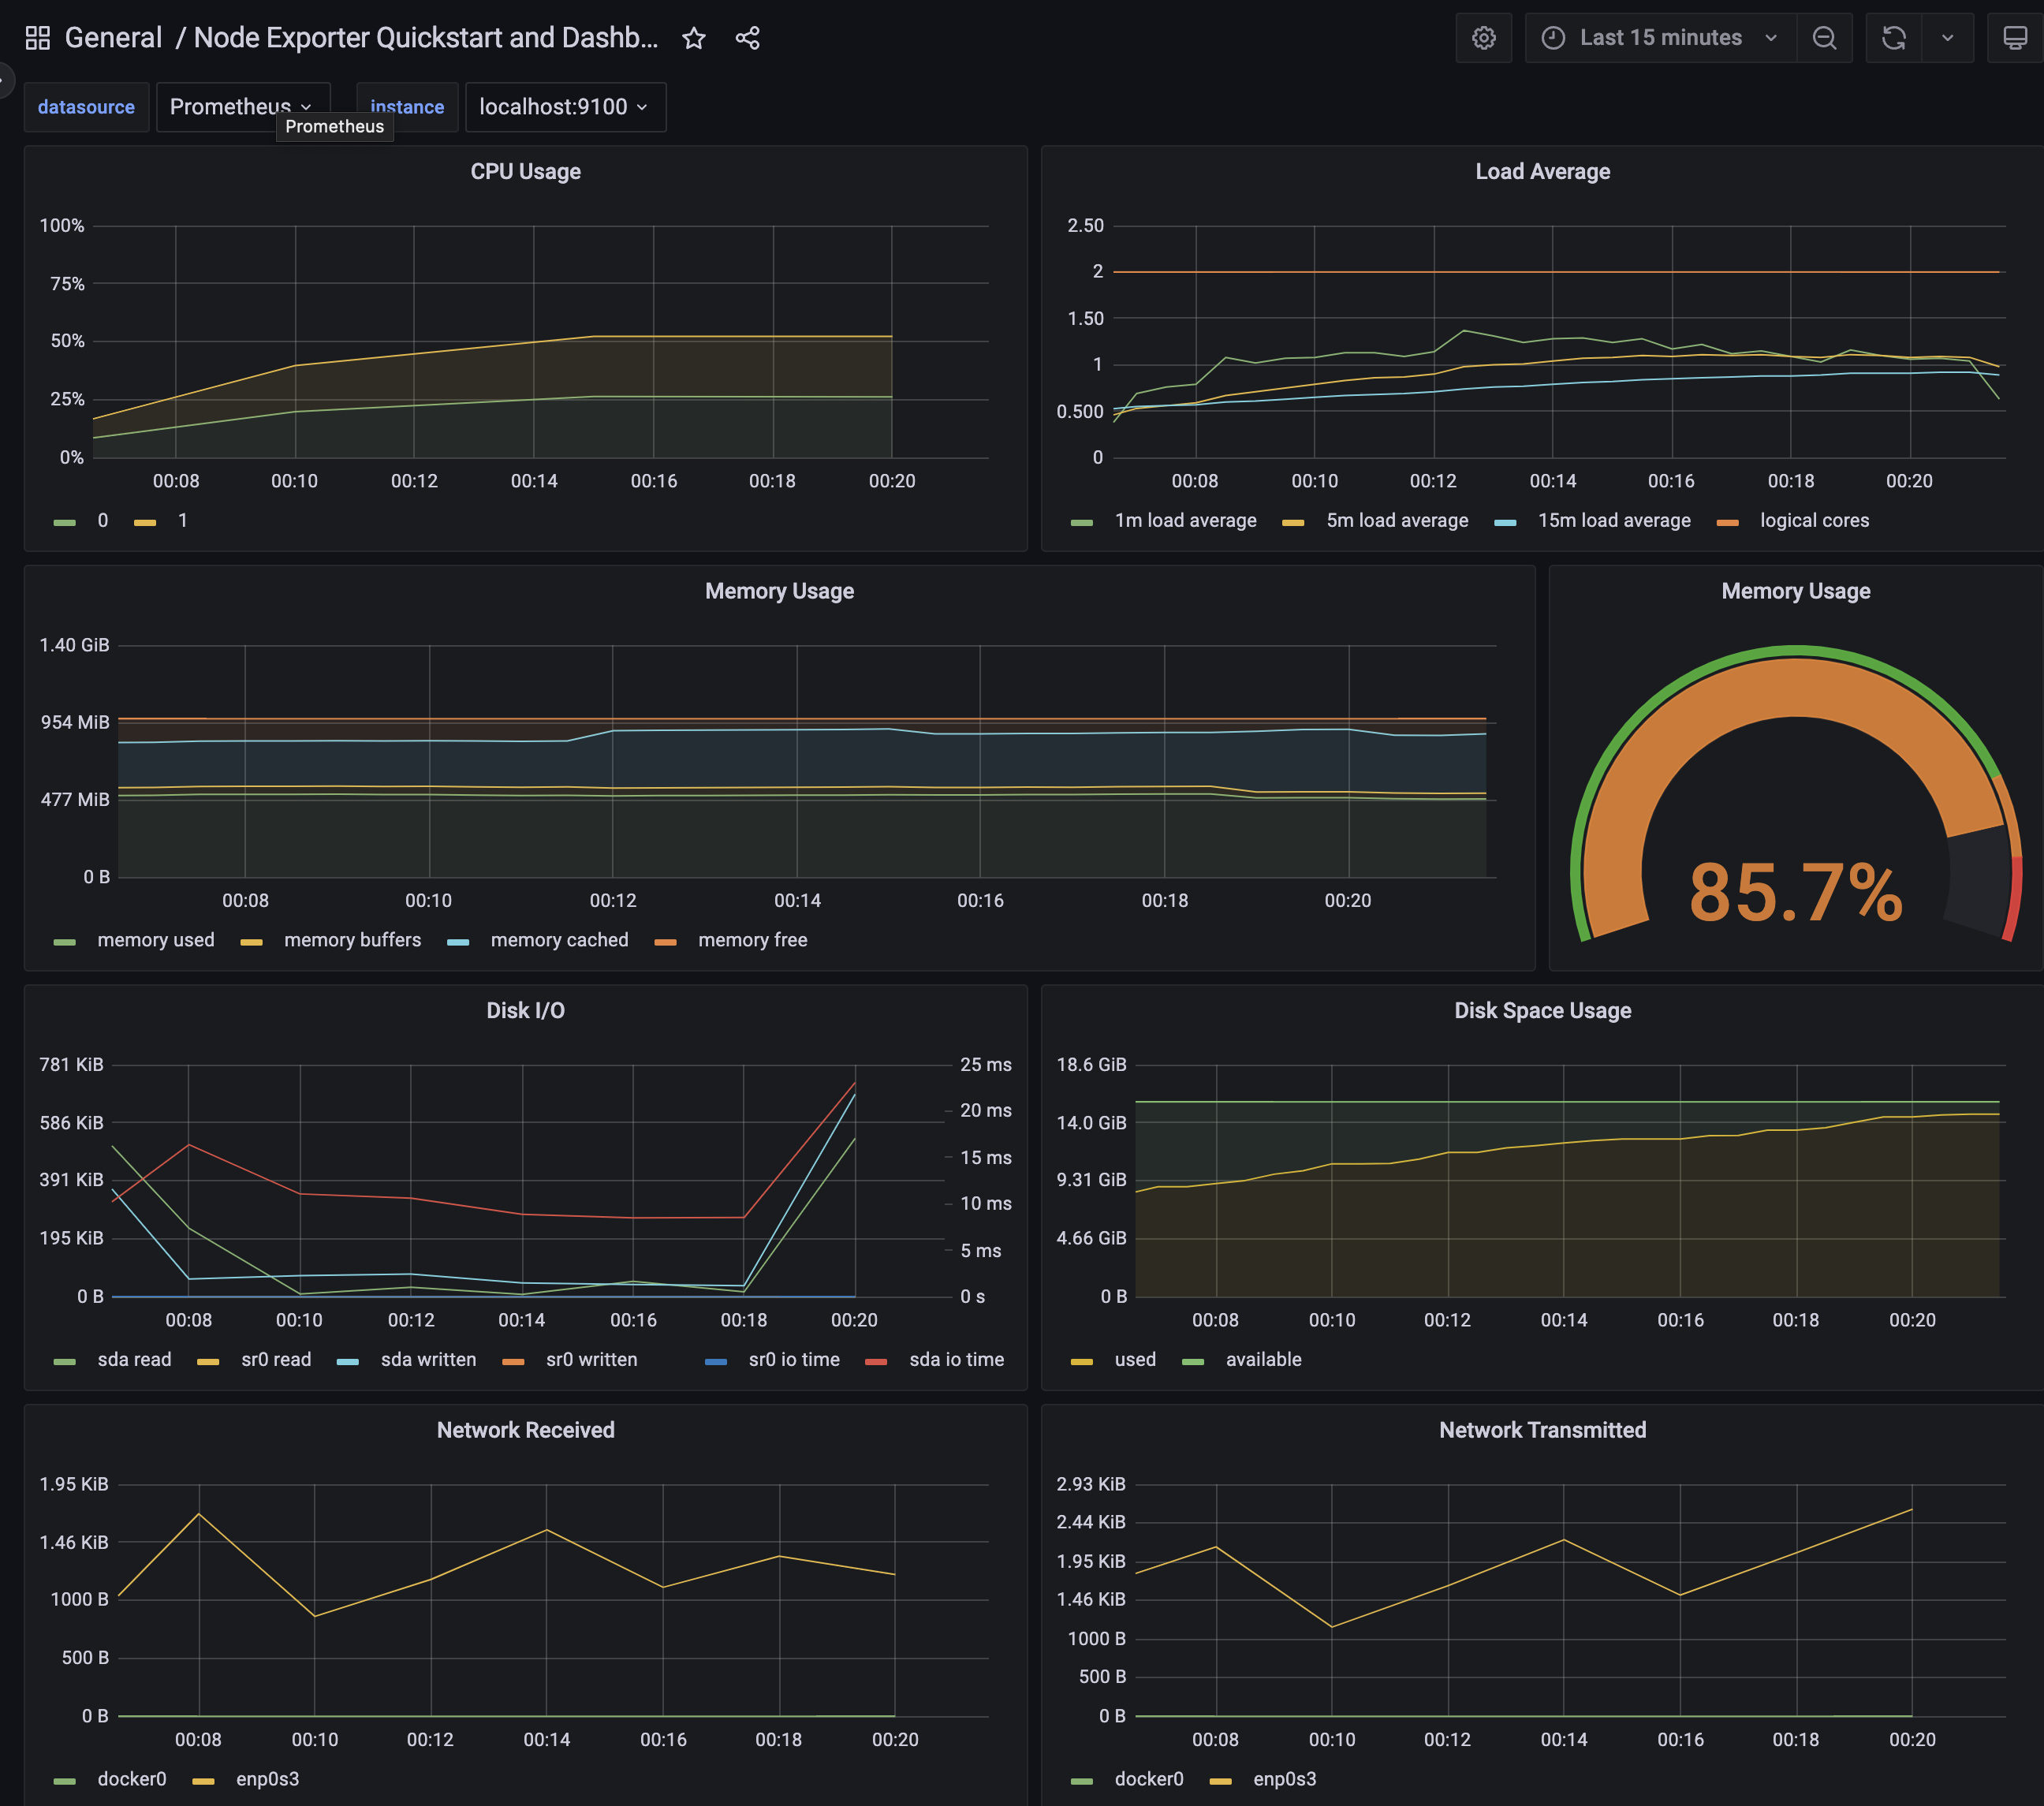 General / Node Exporter Quickstart and Dashb...
Last 15 minutes
datasource Prometheus instance localhost:9100
Prometheus
CPU Usage
100%
75%
50%
25%
0%
00:08 00:10 00:12 00:14 00:16 00:18 00:20
0 1
Load Average
2.50
2
1.50
1
0.500
0
00:08 00:10 00:12 00:14 00:16 00:18 00:20
1m load average 5m load average 15m load average logical cores
Memory Usage
1.40 GiB
954 MiB
477 MiB
0 B
00:08 00:10 00:12 00:14 00:16 00:18 00:20
memory used memory buffers memory cached memory free
Memory Usage
85.7%
Disk I/O
781 KiB 25 ms
20 ms
586 KiB
15 ms
391 KiB
10 ms
195 KiB
5 ms
0 B 0 s
00:08 00:10 00:12 00:14 00:16 00:18 00:20
sda read sr0 read sda written sr0 written sr0 io time sda io time
Disk Space Usage
18.6 GiB
14.0 GiB
9.31 GiB
4.66 GiB
0 B
00:08 00:10 00:12 00:14 00:16 00:18 00:20
used available
Network Received
1.95 KiB
1.46 KiB
1000 B
500 B
0 B
00:08 00:10 00:12 00:14 00:16 00:18 00:20
docker0 enp0s3
Network Transmitted
2.93 KiB
2.44 KiB
1.95 KiB
1.46 KiB
1000 B
500 B
0 B
00:08 00:10 00:12 00:14 00:16 00:18 00:20
docker0 enp0s3